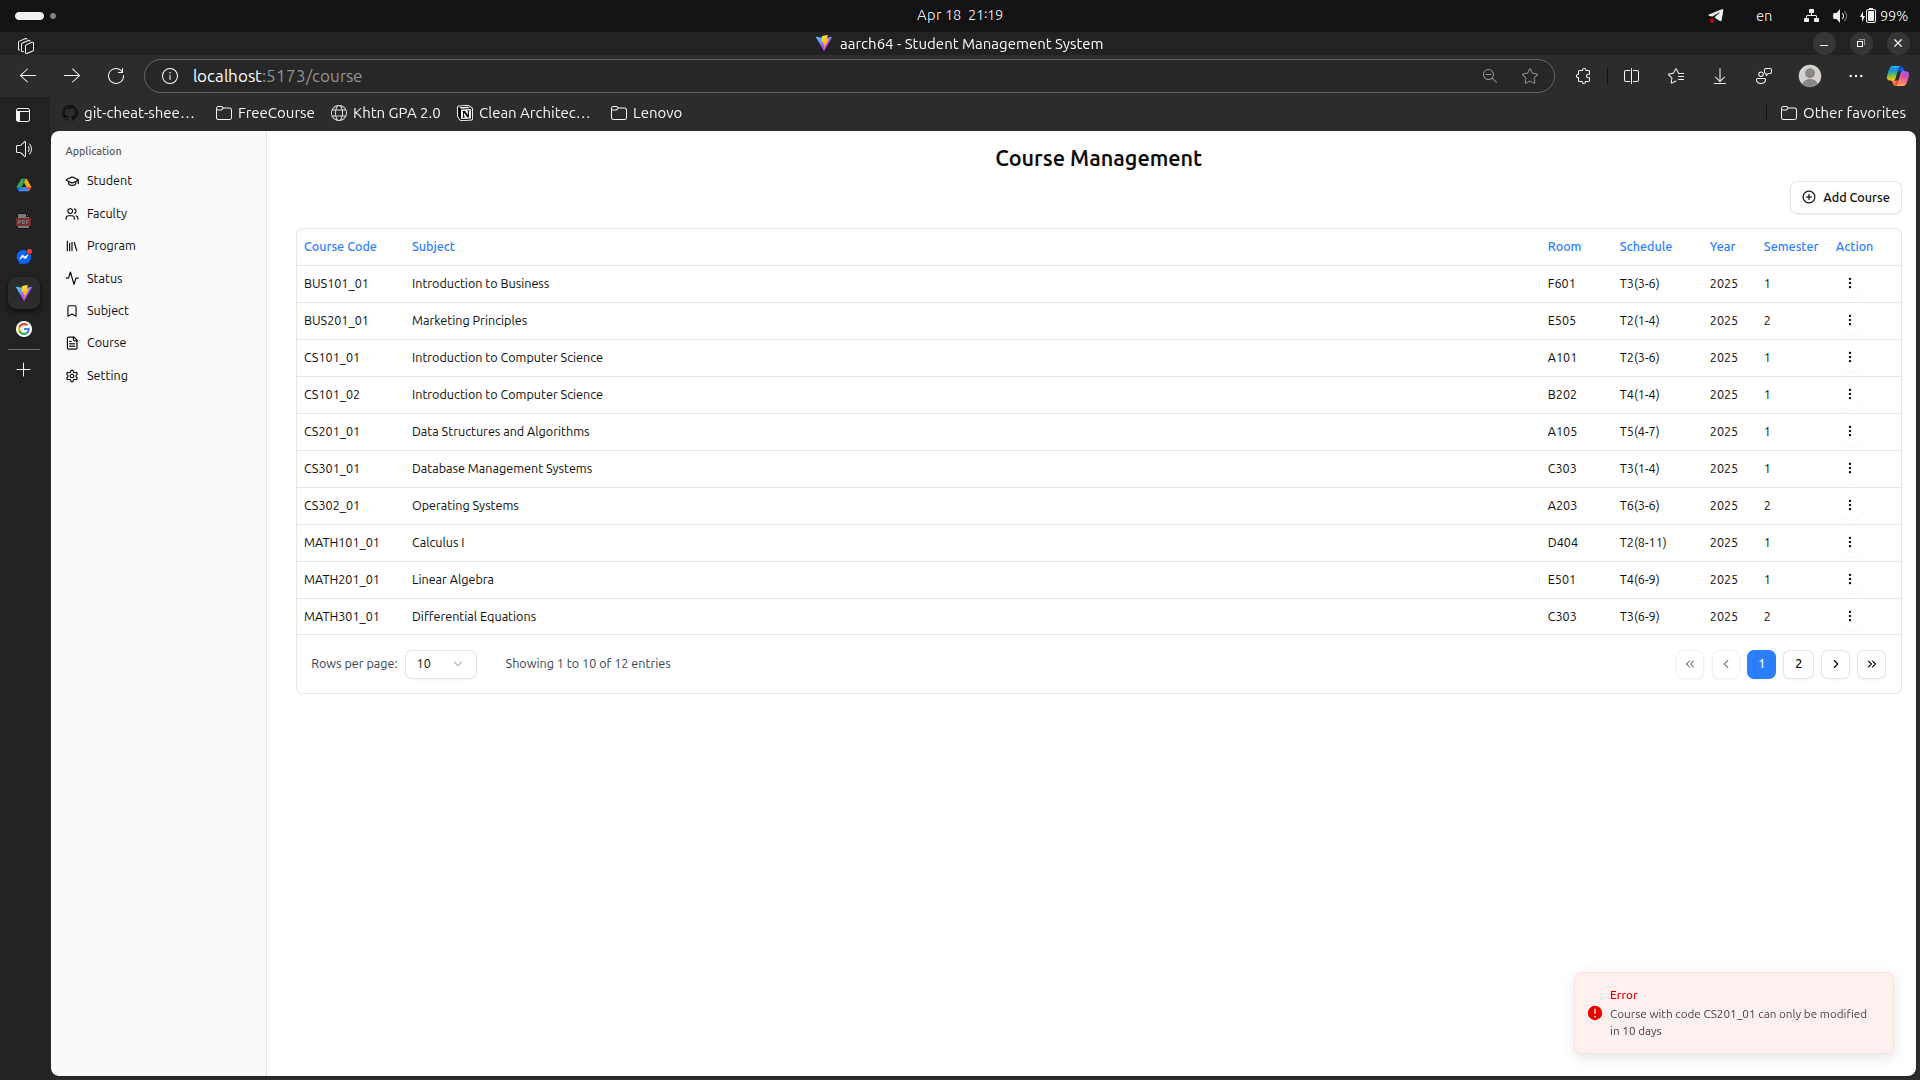 Apr 18 21:19
en
99%
aarch64 - Student Management System
localhost:5173/course
git-cheat-shee...
FreeCourse
Khtn GPA 2.0
Clean Architec...
Lenovo
Other favorites
Application
Student
Faculty
Program
Status
Subject
Course
Setting
Course Management
Add Course
Course Code Subject Room Schedule Year Semester Action
BUS101_01 Introduction to Business F601 T3(3-6) 2025 1
BUS201_01 Marketing Principles E505 T2(1-4) 2025 2
CS101_01 Introduction to Computer Science A101 T2(3-6) 2025 1
CS101_02 Introduction to Computer Science B202 T4(1-4) 2025 1
CS201_01 Data Structures and Algorithms A105 T5(4-7) 2025 1
CS301_01 Database Management Systems C303 T3(1-4) 2025 1
CS302_01 Operating Systems A203 T6(3-6) 2025 2
MATH101_01 Calculus I D404 T2(8-11) 2025 1
MATH201_01 Linear Algebra E501 T4(6-9) 2025 1
MATH301_01 Differential Equations C303 T3(6-9) 2025 2
Rows per page: 10 Showing 1 to 10 of 12 entries « ‹ 1 2 › »
Error
Course with code CS201_01 can only be modified
in 10 days